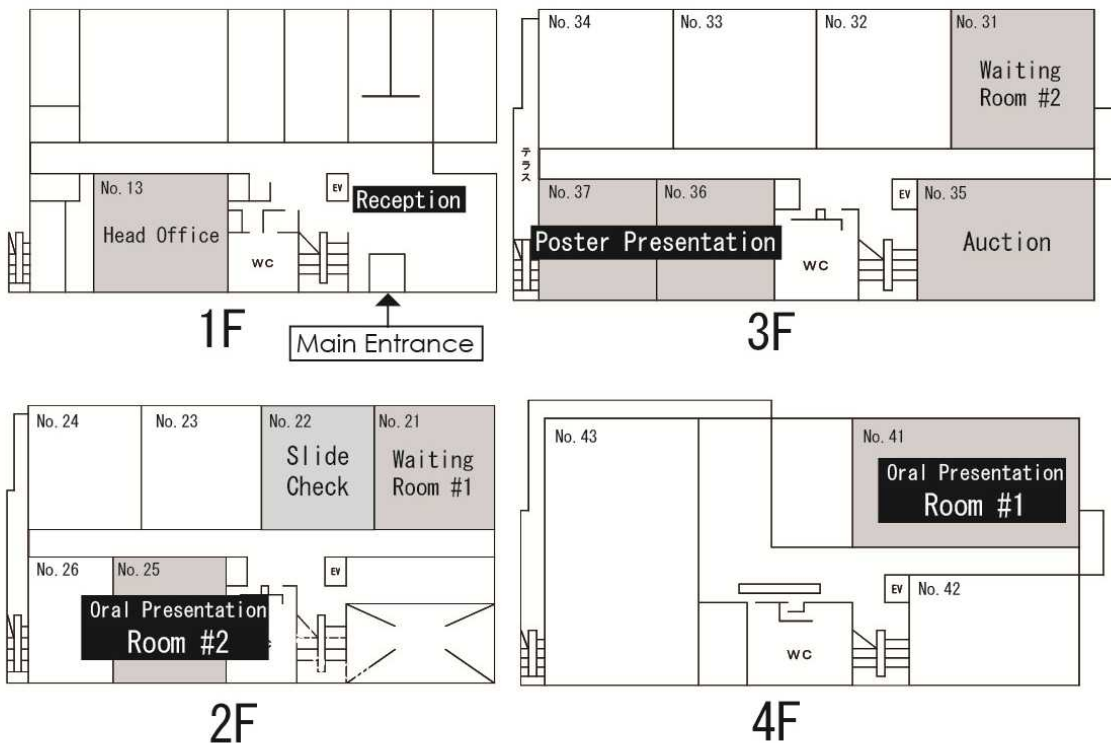 No. 13
Head Office
EV
Reception
WC
1F
Main Entrance
No. 34
No. 33
No. 32
No. 31
Waiting
Room #2
テラス
No. 37
No. 36
EV
No. 35
Poster Presentation
WC
Auction
3F
No. 24
No. 23
No. 22
Slide
Check
No. 21
Waiting
Room #1
No. 26
No. 25
EV
Oral Presentation
Room #2
2F
No. 43
No. 41
Oral Presentation
Room #1
EV
No. 42
WC
4F